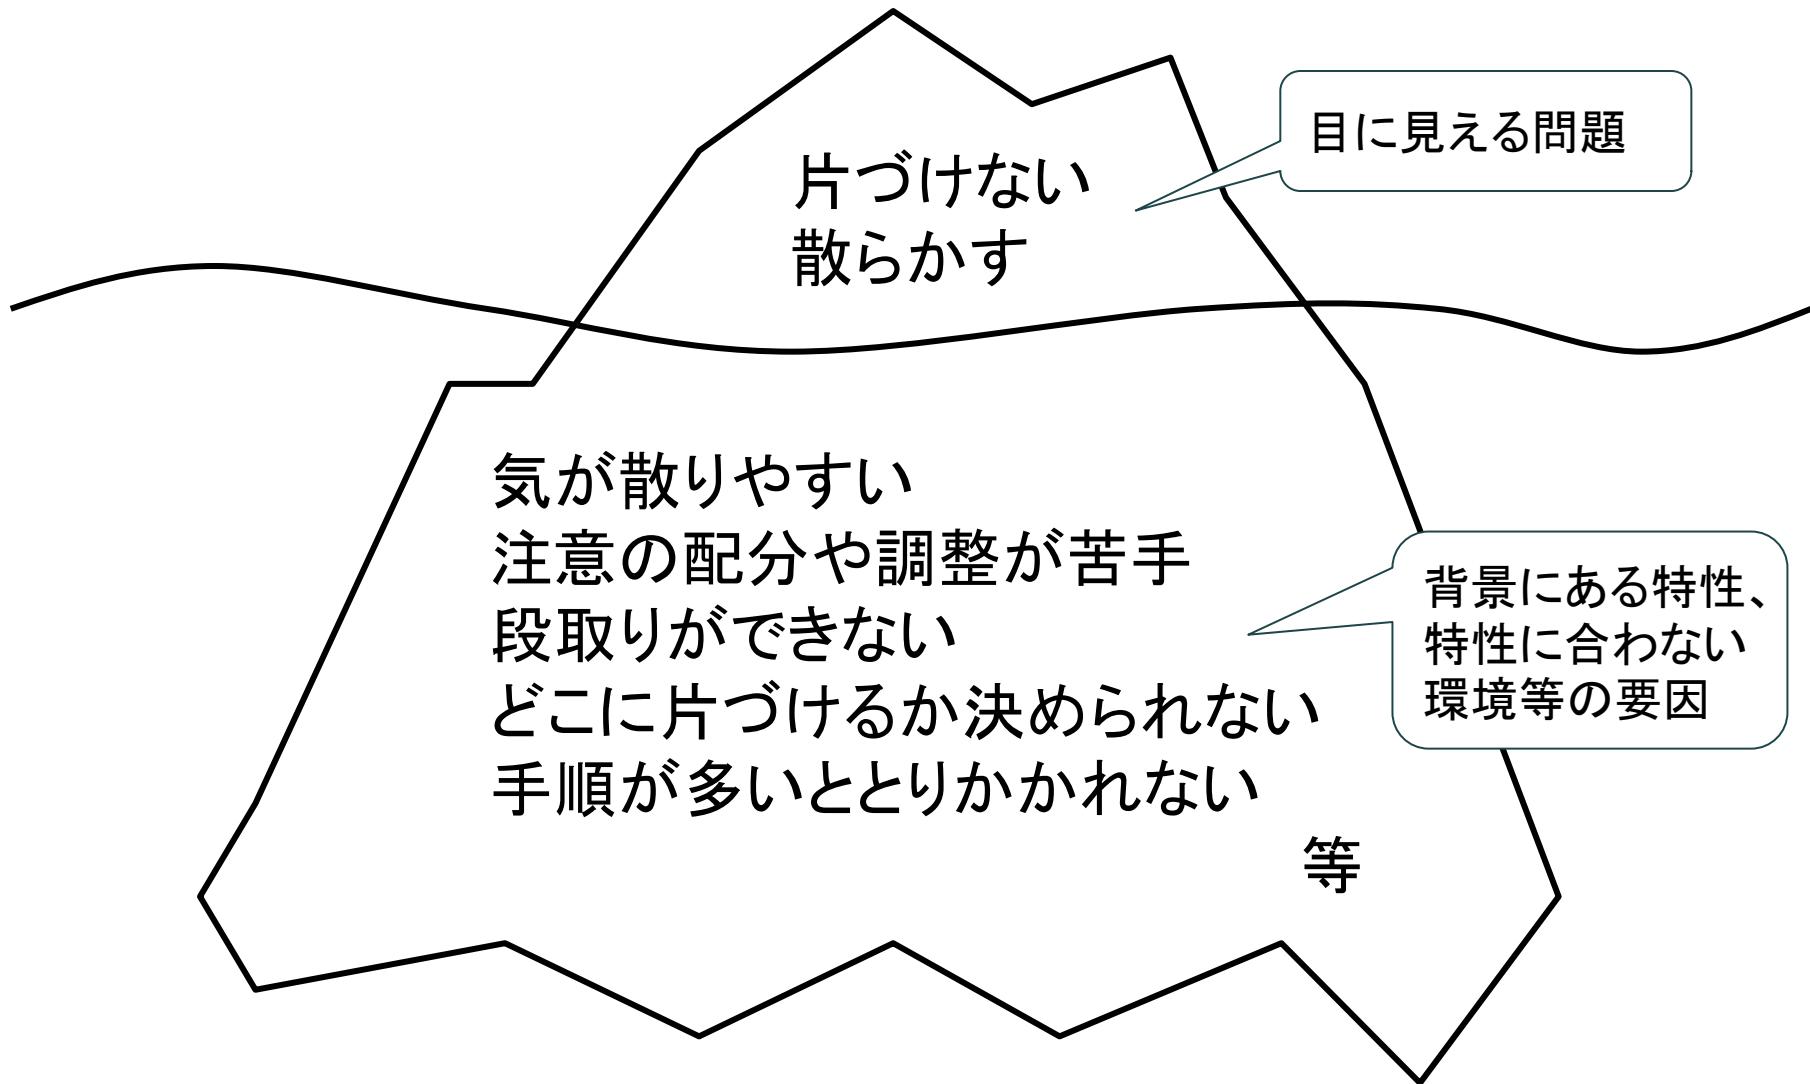 目に見える問題
片づけない
散らかす
気が散りやすい
注意の配分や調整が苦手
段取りができない
どこに片づけるか決められない
手順が多いととりかかれない
等
背景にある特性、
特性に合わない
環境等の要因